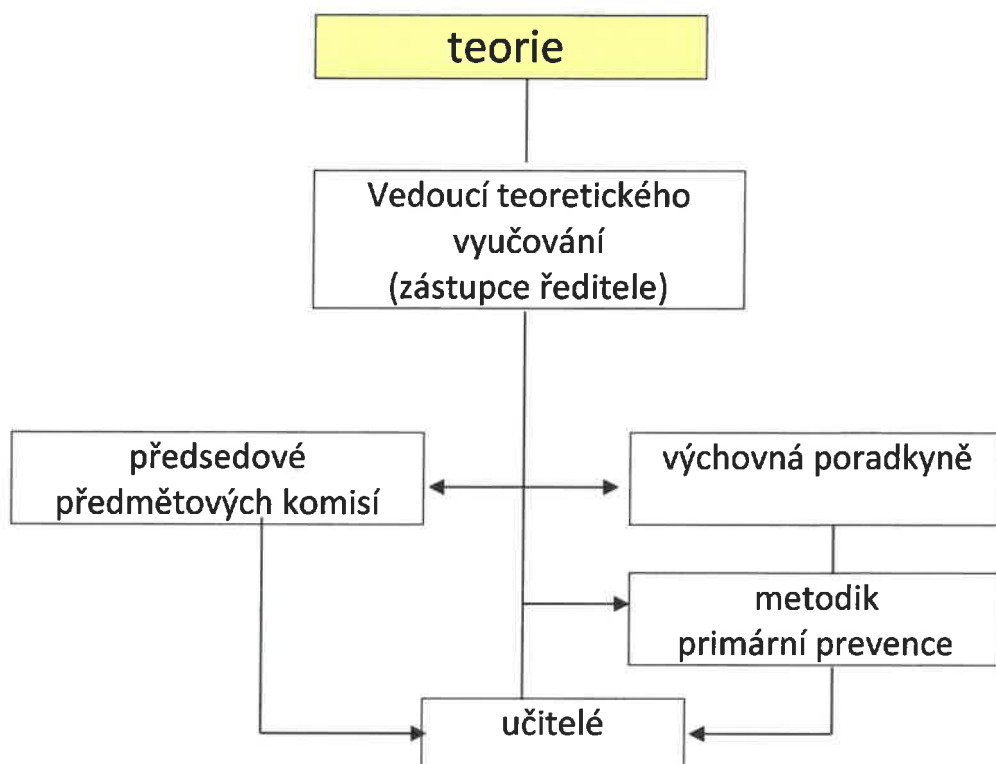 teorie
Vedoucí teoretického
vyučování
(zástupce ředitele)
předsedové
předmětových komisí
výchovná poradkyně
metodik
primární prevence
učitelé